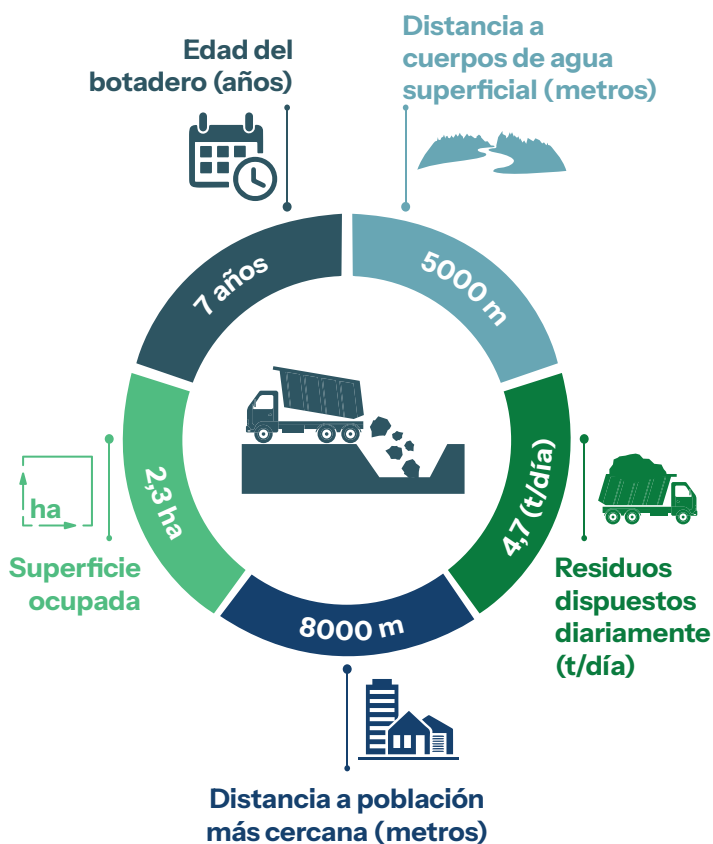 Edad del
botadero (años)
Distancia a
cuerpos de agua
superficial (metros)
7 años
5000 m
2,3 ha
4,7 (t/día)
8000 m
ha
Superficie
ocupada
Residuos
dispuestos
diariamente
(t/día)
Distancia a población
más cercana (metros)